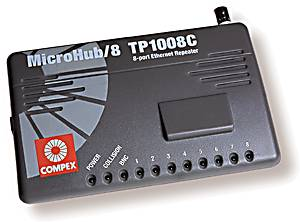 MicroHub/8 TP1008C
8-port Ethernet Repeater
COMPEX
POWER
COLLISION
BNC
1 2 3 4 5 6 7 8